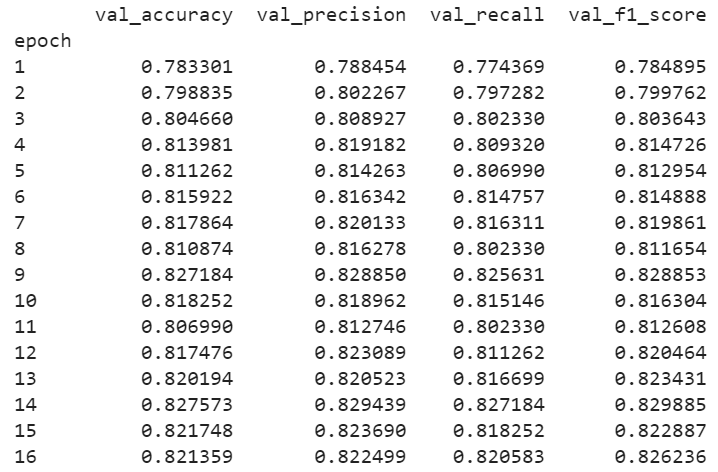 val_accuracy val_precision val_recall val_f1_score
epoch
1 0.783301 0.788454 0.774369 0.784895
2 0.798835 0.802267 0.797282 0.799762
3 0.804660 0.808927 0.802330 0.803643
4 0.813981 0.819182 0.809320 0.814726
5 0.811262 0.814263 0.806990 0.812954
6 0.815922 0.816342 0.814757 0.814888
7 0.817864 0.820133 0.816311 0.819861
8 0.810874 0.816278 0.802330 0.811654
9 0.827184 0.828850 0.825631 0.828853
10 0.818252 0.818962 0.815146 0.816304
11 0.806990 0.812746 0.802330 0.812608
12 0.817476 0.823089 0.811262 0.820464
13 0.820194 0.820523 0.816699 0.823431
14 0.827573 0.829439 0.827184 0.829885
15 0.821748 0.823690 0.818252 0.822887
16 0.821359 0.822499 0.820583 0.826236